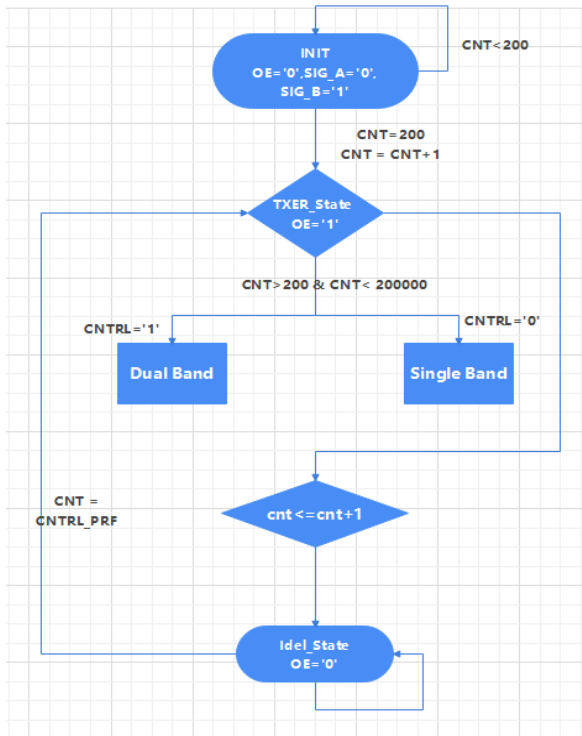 INIT
OE='0',SIG_A='0',
SIG_B='1'
CNT<200
CNT=200
CNT = CNT+1
TXER_State
OE='1'
CNT>200 & CNT< 200000
CNTRL='1'
CNTRL='0'
Dual Band
Single Band
CNT =
CNTRL_PRF
cnt<=cnt+1
Idel_State
OE='0'